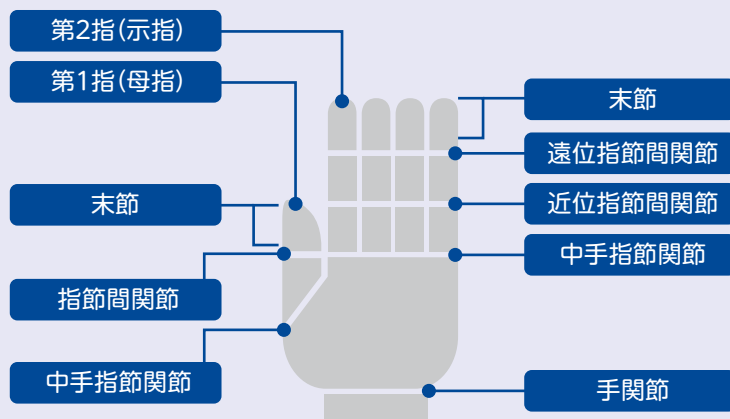 第2指(示指)
第1指(母指)
末節
指節間関節
中手指節関節
末節
遠位指節間関節
近位指節間関節
中手指節関節
手関節